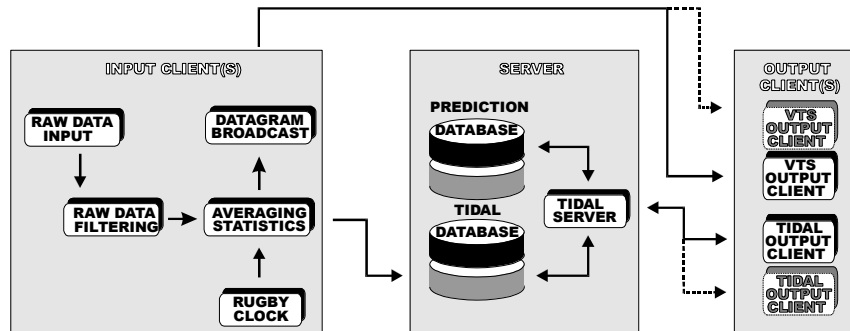 INPUT CLIENT(S)
RAW DATA
INPUT
DATAGRAM
BROADCAST
RAW DATA
FILTERING
AVERAGING
STATISTICS
RUGBY
CLOCK
SERVER
PREDICTION
DATABASE
TIDAL
DATABASE
TIDAL
SERVER
OUTPUT
CLIENT(S)
VTS
OUTPUT
CLIENT
VTS
OUTPUT
CLIENT
TIDAL
OUTPUT
CLIENT
TIDAL
OUTPUT
CLIENT